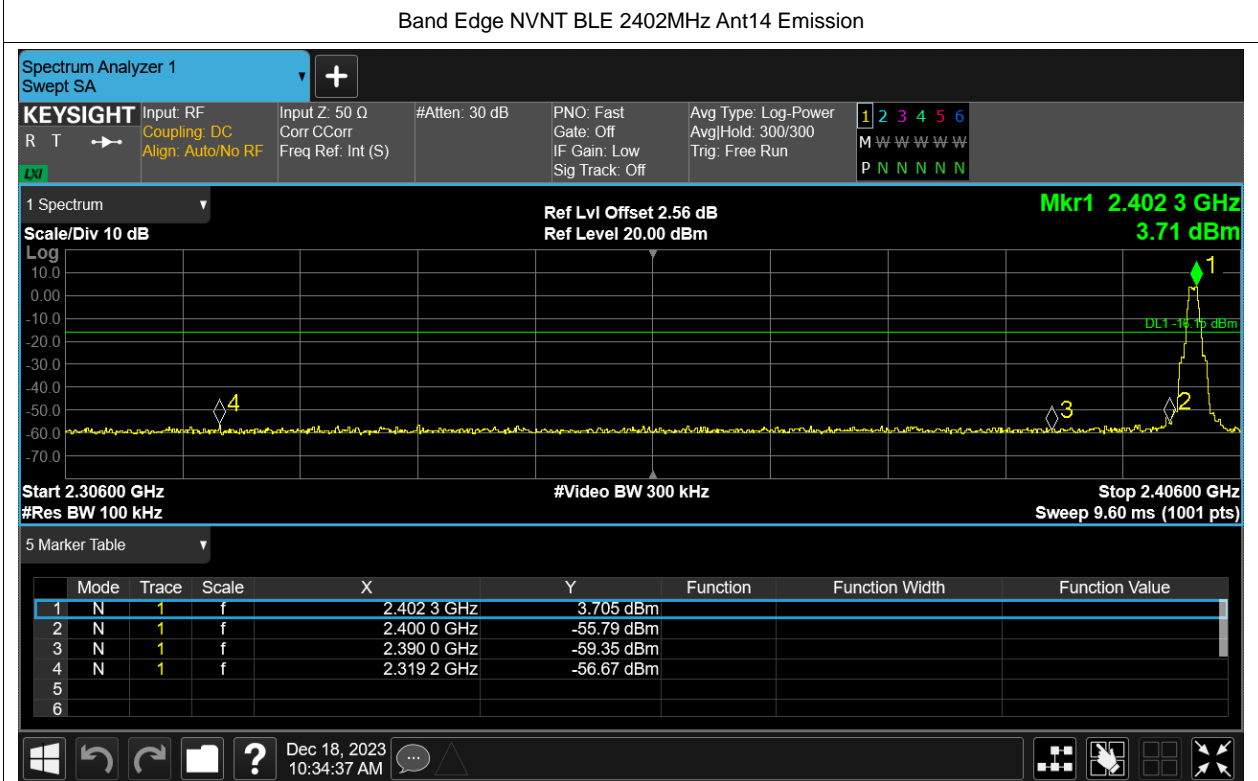 Band Edge NVNT BLE 2402MHz Ant14 Emission
Spectrum Analyzer 1
Swept SA
+
KEYSIGHT
R T
LXI
Input: RF
Coupling: DC
Align: Auto/No RF
Input Z: 50 Ω
Corr CCorr
Freq Ref: Int (S)
#Atten: 30 dB
PNO: Fast
Gate: Off
IF Gain: Low
Sig Track: Off
Avg Type: Log-Power
Avg|Hold: 300/300
Trig: Free Run
1 2 3 4 5 6
M W W W W W
P N N N N N
1 Spectrum
Scale/Div 10 dB
Ref Lvl Offset 2.56 dB
Ref Level 20.00 dBm
Mkr1 2.402 3 GHz
3.71 dBm
Log
10.0
0.00
-10.0
-20.0
-30.0
-40.0
-50.0
-60.0
-70.0
1
DL1 -16.15 dBm
4
3
2
Start 2.30600 GHz
#Res BW 100 kHz
#Video BW 300 kHz
Stop 2.40600 GHz
Sweep 9.60 ms (1001 pts)
5 Marker Table
Mode Trace Scale X Y Function Function Width Function Value
1 N 1 f 2.402 3 GHz 3.705 dBm
2 N 1 f 2.400 0 GHz -55.79 dBm
3 N 1 f 2.390 0 GHz -59.35 dBm
4 N 1 f 2.319 2 GHz -56.67 dBm
5
6
?
Dec 18, 2023
10:34:37 AM